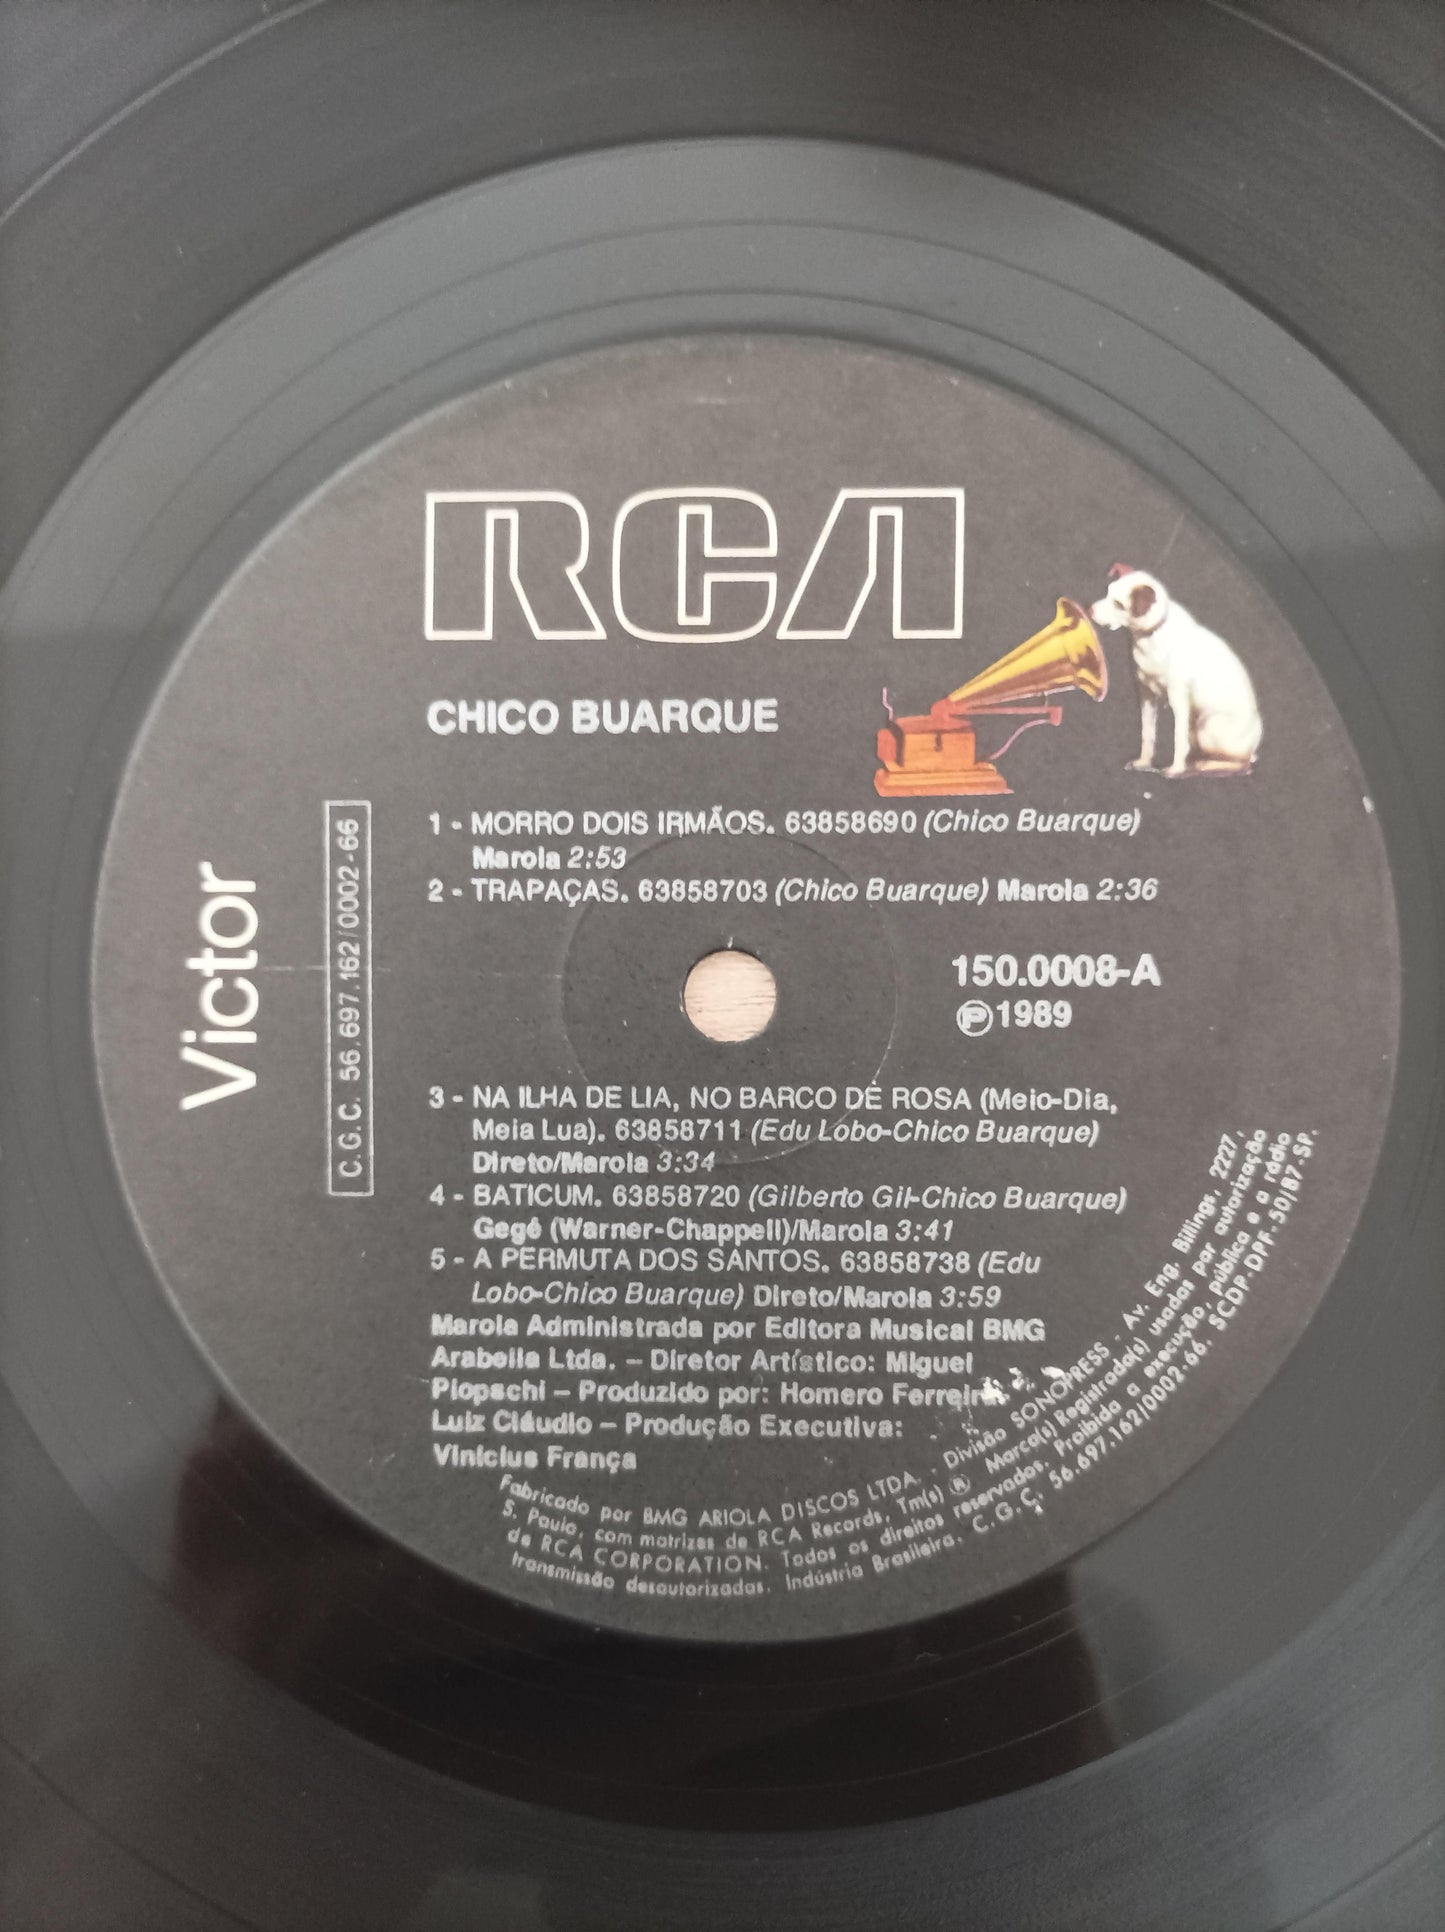 RCA
CHICO BUARQUE
Victor
C.G.C. 56.697.162/0002-66
1 - MORRO DOIS IRMÃOS. 63858690 (Chico Buarque)
Marola 2:53
2 - TRAPAÇAS. 63858703 (Chico Buarque) Marola 2:36
150.0008-A
Ⓟ1989
3 - NA ILHA DE LIA, NO BARCO DE ROSA (Meio-Dia,
Meia Lua). 63858711 (Edu Lobo-Chico Buarque)
Direto/Marola 3:34
4 - BATICUM. 63858720 (Gilberto Gil-Chico Buarque)
Gegê (Warner-Chappell)/Marola 3:41
5 - A PERMUTA DOS SANTOS. 63858738 (Edu
Lobo-Chico Buarque) Direto/Marola 3:59
Marola Administrada por Editora Musical BMG
Arabella Ltda. – Diretor Artístico: Miguel
Plopschi – Produzido por: Homero Ferreira
Luiz Cláudio – Produção Executiva:
Vinícius França
Fabricado por BMG ARIOLA DISCOS LTDA. - Divisão SONOPRESS - Av. Eng. Billings, 2227,
S. Paulo, com matrizes de RCA Records, Tm(s) ® Marca(s) Registrada(s) usadas por autorização
de RCA CORPORATION. Todos os direitos reservados. Proibida a execução, pública e a rádio
transmissão desautorizadas. Indústria Brasileira. C.G.C. 56.697.162/0002-66. SCDP-DPF-50/87-SP.